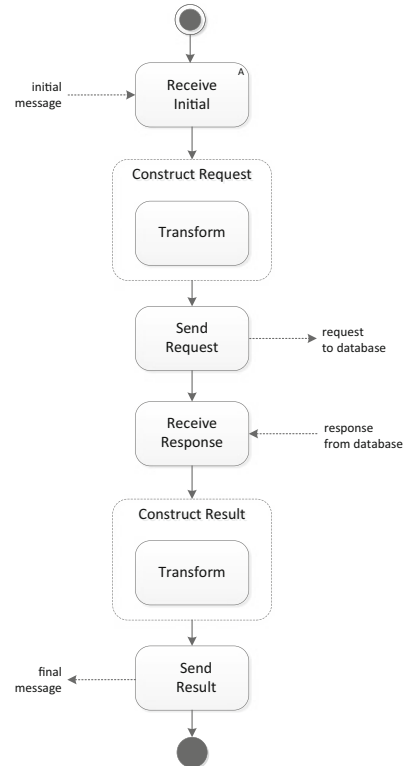 A
Receive
Initial
initial
message
Construct Request
Transform
Send
Request
request
to database
Receive
Response
response
from database
Construct Result
Transform
Send
Result
final
message